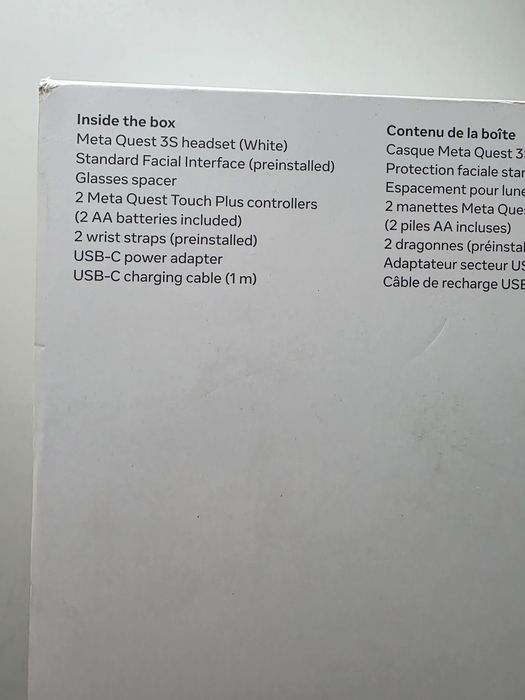 Inside the box
Meta Quest 3S headset (White)
Standard Facial Interface (preinstalled)
Glasses spacer
2 Meta Quest Touch Plus controllers
(2 AA batteries included)
2 wrist straps (preinstalled)
USB-C power adapter
USB-C charging cable (1 m)
Contenu de la boîte
Casque Meta Quest
Protection faciale
Espacement pour
2 manettes Meta
(2 piles AA incluses)
2 dragonnes
Adaptateur secteur
Câble de recharge